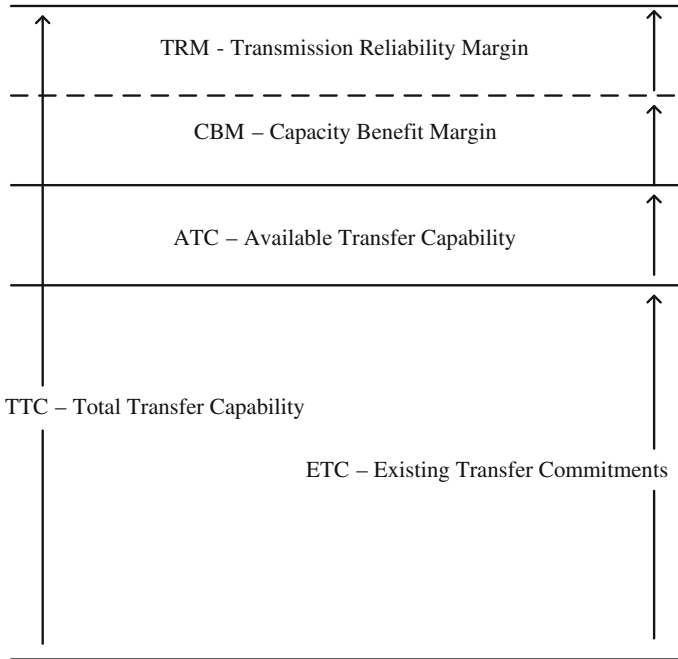 TRM - Transmission Reliability Margin
CBM – Capacity Benefit Margin
ATC – Available Transfer Capability
TTC – Total Transfer Capability
ETC – Existing Transfer Commitments